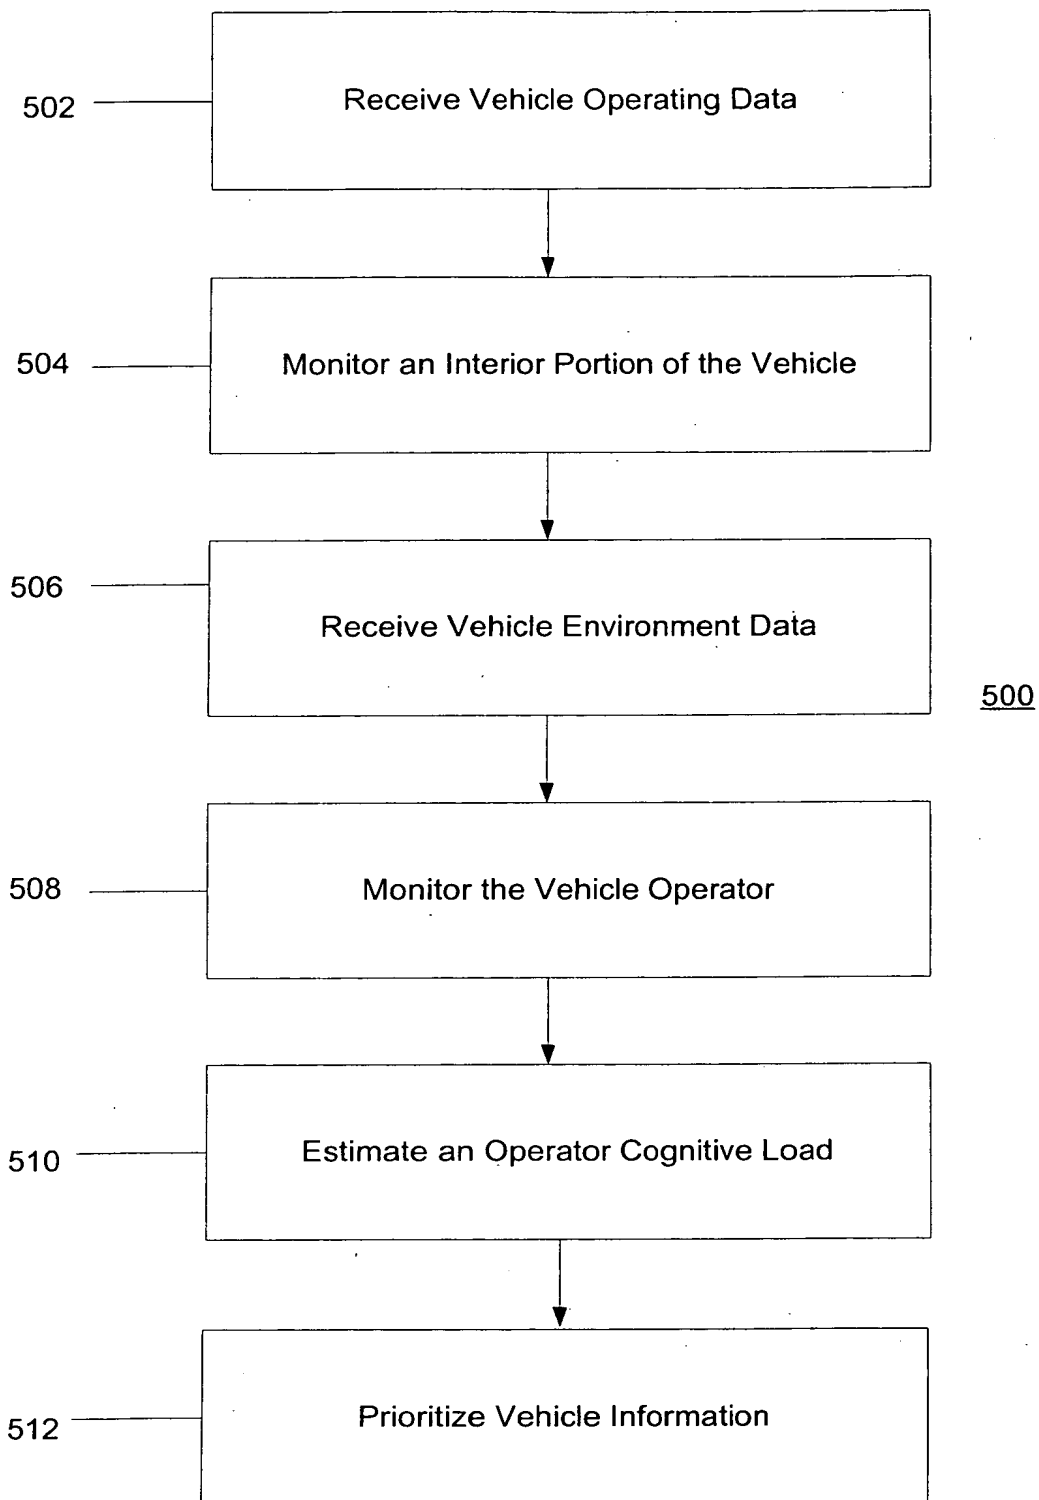 502
Receive Vehicle Operating Data
504
Monitor an Interior Portion of the Vehicle
506
Receive Vehicle Environment Data
500
508
Monitor the Vehicle Operator
510
Estimate an Operator Cognitive Load
512
Prioritize Vehicle Information